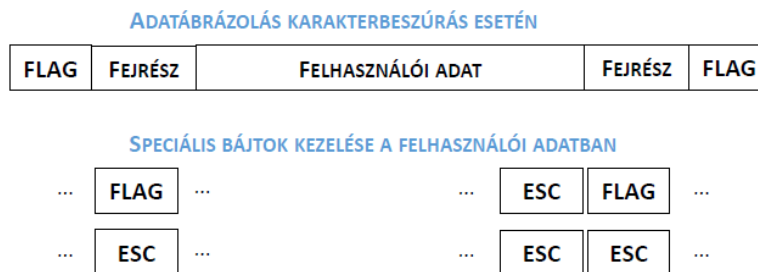 ADATÁBRÁZOLÁS KARAKTERBESZÚRÁS ESETÉN
FLAG FEJRÉSZ FELHASZNÁLÓI ADAT FEJRÉSZ FLAG
SPECIÁLIS BÁJTOK KEZELÉSE A FELHASZNÁLÓI ADATBAN
... FLAG ... ... ESC FLAG ...
... ESC ... ... ESC ESC ...